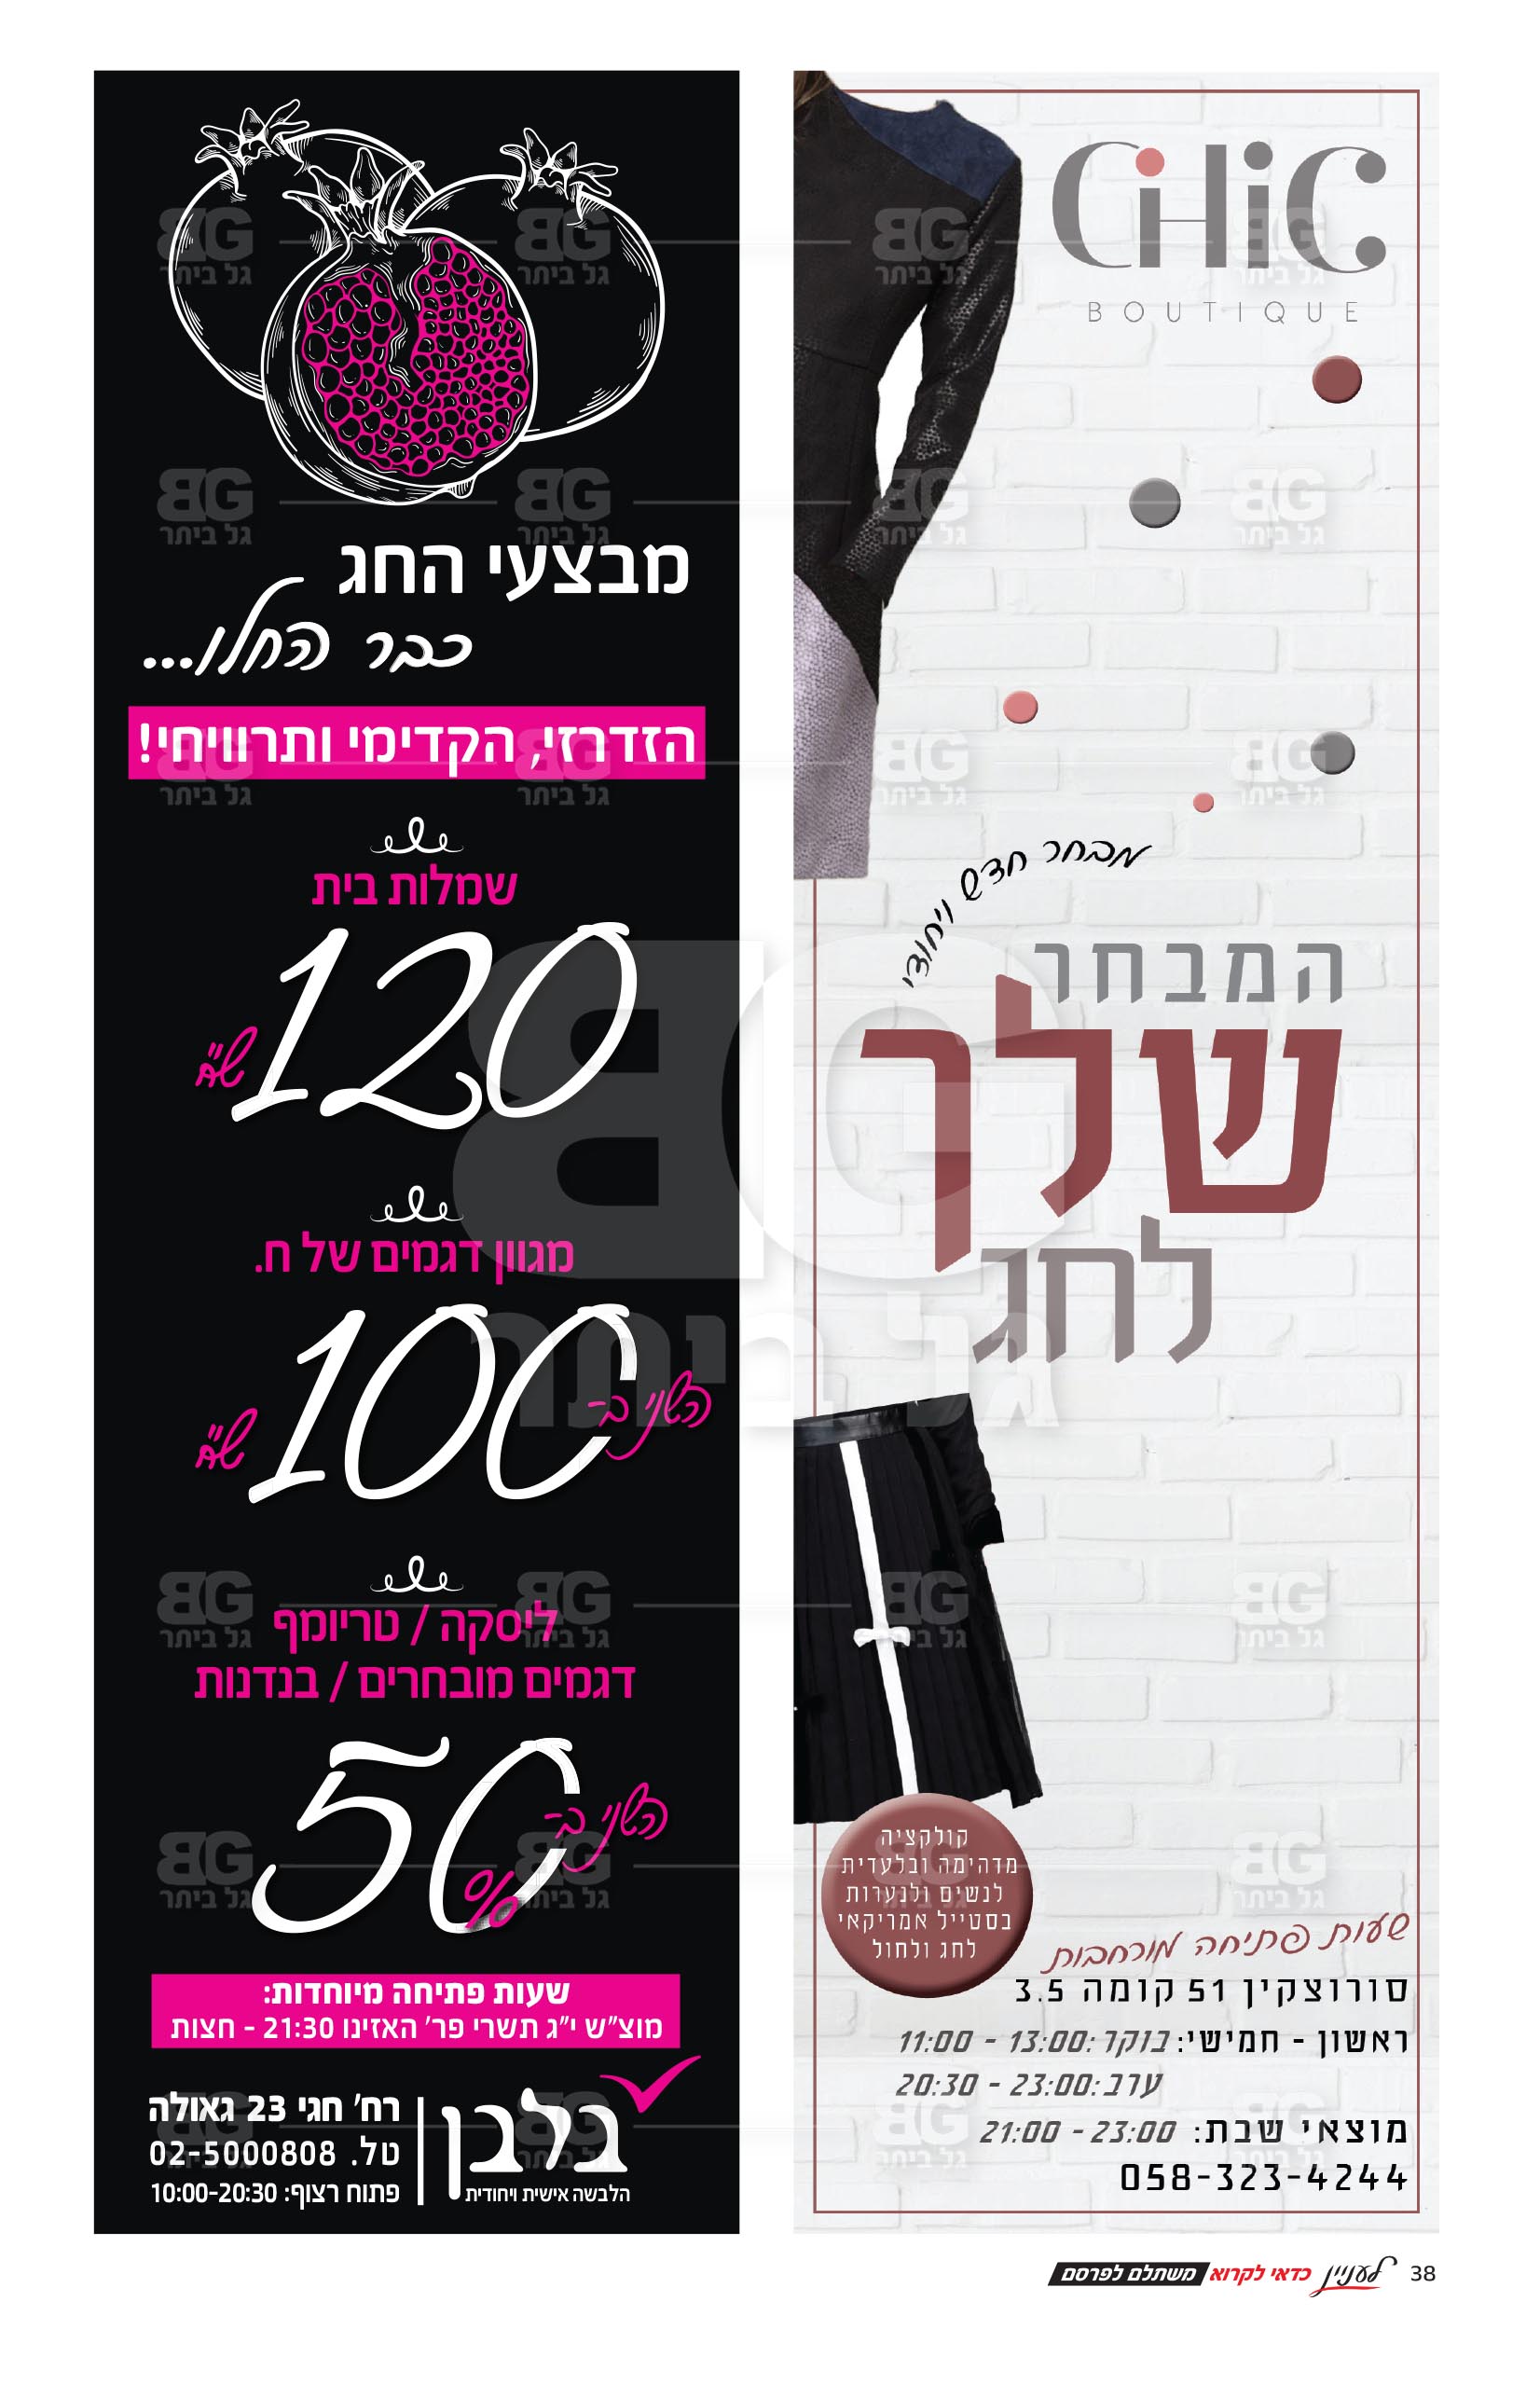 CHiC
BOUTIQUE
מבחר חדש ויחודי
המבחר
שלך
לחג
קולקציה
מדהימה ובלעדית
לנשים ולנערות
בסטייל אמריקאי
לחג ולחול
שעות פתיחה מורחבות
סורוצקין 51 קומה 3.5
ראשון - חמישי: בוקר: 13:00 - 11:00
ערב: 23:00 - 20:30
מוצאי שבת: 23:00 - 21:00
058-323-4244
מבצעי החג
כבר החלו...
הזדרזי, הקדימי ותרוויחי!
שמלות בית
120 ש"ח
מגוון דגמים של ח.
השני ב-100 ש"ח
ליסקה / טריומף
דגמים מובחרים / בנדנות
השני ב-50%
שעות פתיחה מיוחדות:
מוצ"ש י"ג תשרי פר' האזינו 21:30 - חצות
בלבן
הלבשה אישית ויחודית
רח' חגי 23 גאולה
טל. 02-5000808
פתוח רצוף: 10:00-20:30
38 לעניין כדאי לקרוא משתלם לפרסם
BG
גל ביתר